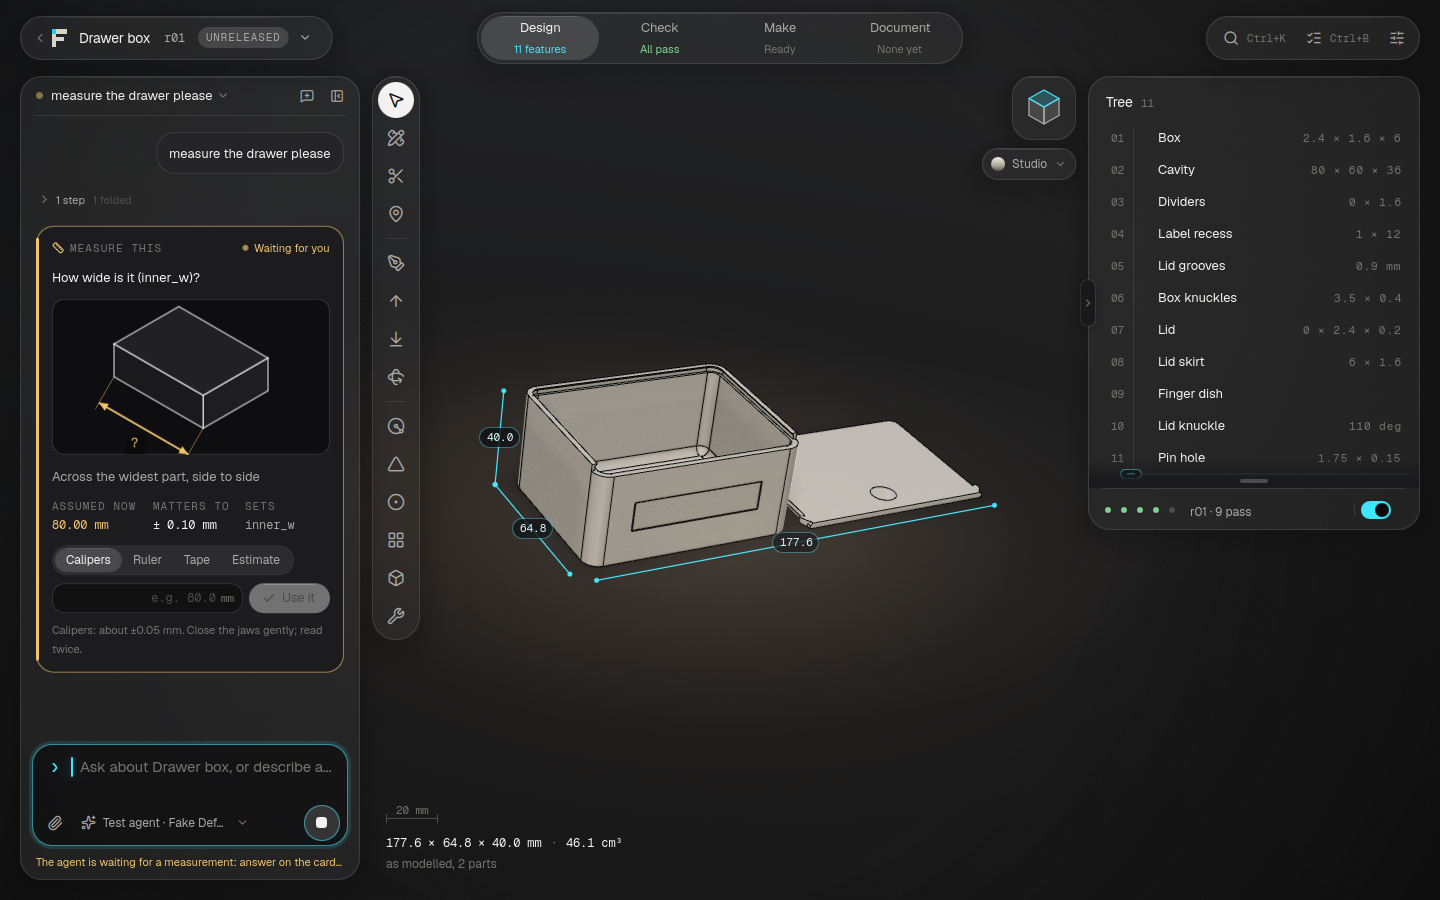 Drawer box r01 UNRELEASED
Design
11 features
Check
All pass
Make
Ready
Document
None yet
Ctrl+K
Ctrl+B
measure the drawer please
measure the drawer please
1 step 1 folded
MEASURE THIS
Waiting for you
How wide is it (inner_w)?
?
Across the widest part, side to side
ASSUMED NOW MATTERS TO SETS
80.00 mm ± 0.10 mm inner_w
Calipers Ruler Tape Estimate
e.g. 80.0 mm
Use it
Calipers: about ±0.05 mm. Close the jaws gently; read
twice.
Ask about Drawer box, or describe a…
Test agent · Fake Def…
The agent is waiting for a measurement: answer on the card…
40.0
64.8
177.6
20 mm
177.6 × 64.8 × 40.0 mm · 46.1 cm³
as modelled, 2 parts
Studio
Tree 11
01 Box 2.4 × 1.6 × 6
02 Cavity 80 × 60 × 36
03 Dividers 0 × 1.6
04 Label recess 1 × 12
05 Lid grooves 0.9 mm
06 Box knuckles 3.5 × 0.4
07 Lid 0 × 2.4 × 0.2
08 Lid skirt 6 × 1.6
09 Finger dish
10 Lid knuckle 110 deg
11 Pin hole 1.75 × 0.15
r01 · 9 pass